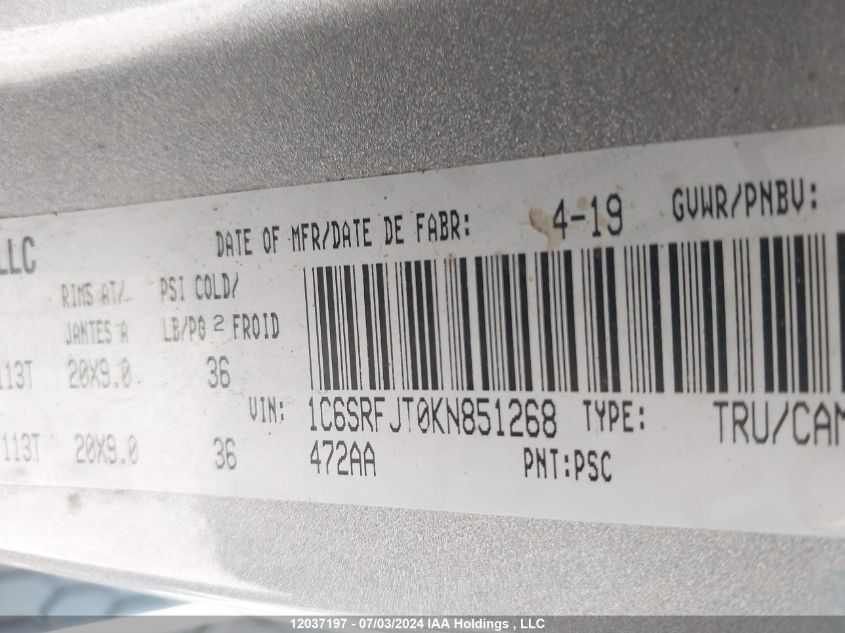 LLC
DATE OF MFR/DATE DE FABR: 4-19 GVWR/PNBV:
RIMS AT/ PSI COLD/
JANTES A LB/PG 2 FROID
113T 20X9.0 36
VIN: 1C6SRFJT0KN851268 TYPE: TRU/CAM
113T 20X9.0 36 472AA PNT:PSC
12037197 - 07/03/2024 IAA Holdings , LLC